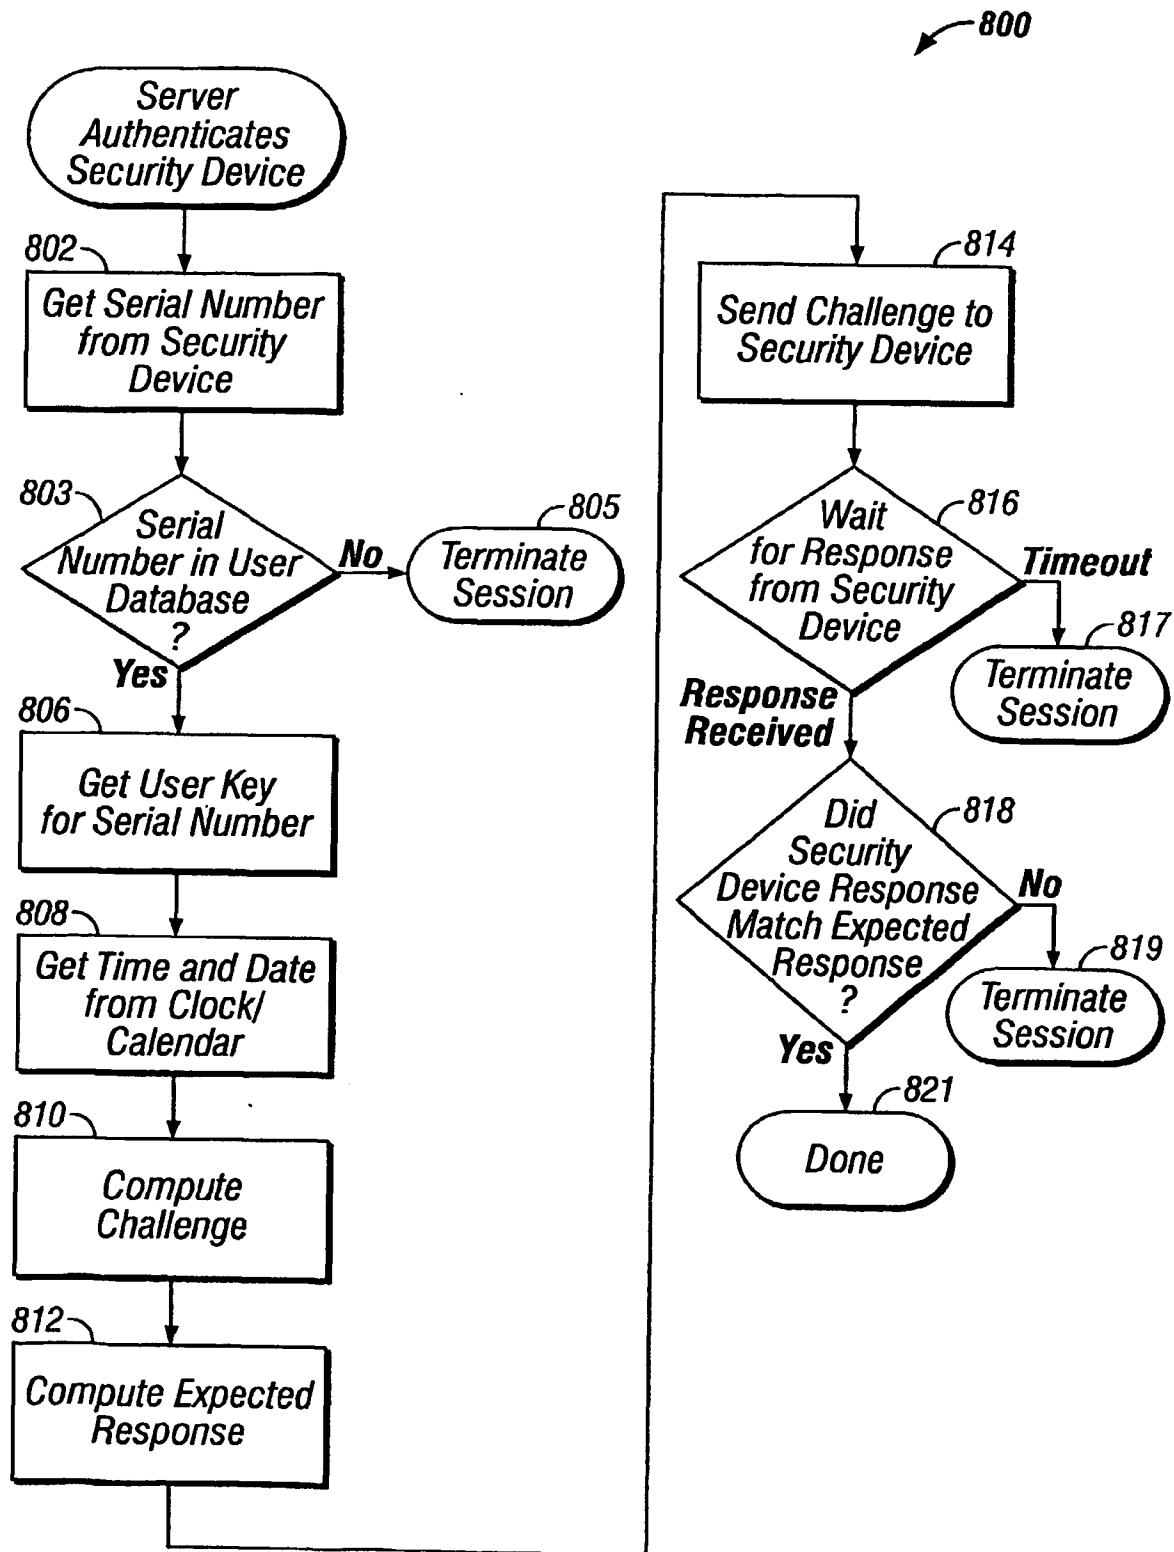 800
Server
Authenticates
Security Device
802
Get Serial Number
from Security
Device
803
Serial
Number in User
Database
?
No
805
Terminate
Session
Yes
806
Get User Key
for Serial Number
808
Get Time and Date
from Clock/
Calendar
810
Compute
Challenge
812
Compute Expected
Response
814
Send Challenge to
Security Device
816
Wait
for Response
from Security
Device
Timeout
817
Terminate
Session
Response
Received
818
Did
Security
Device Response
Match Expected
Response
?
No
819
Terminate
Session
Yes
821
Done